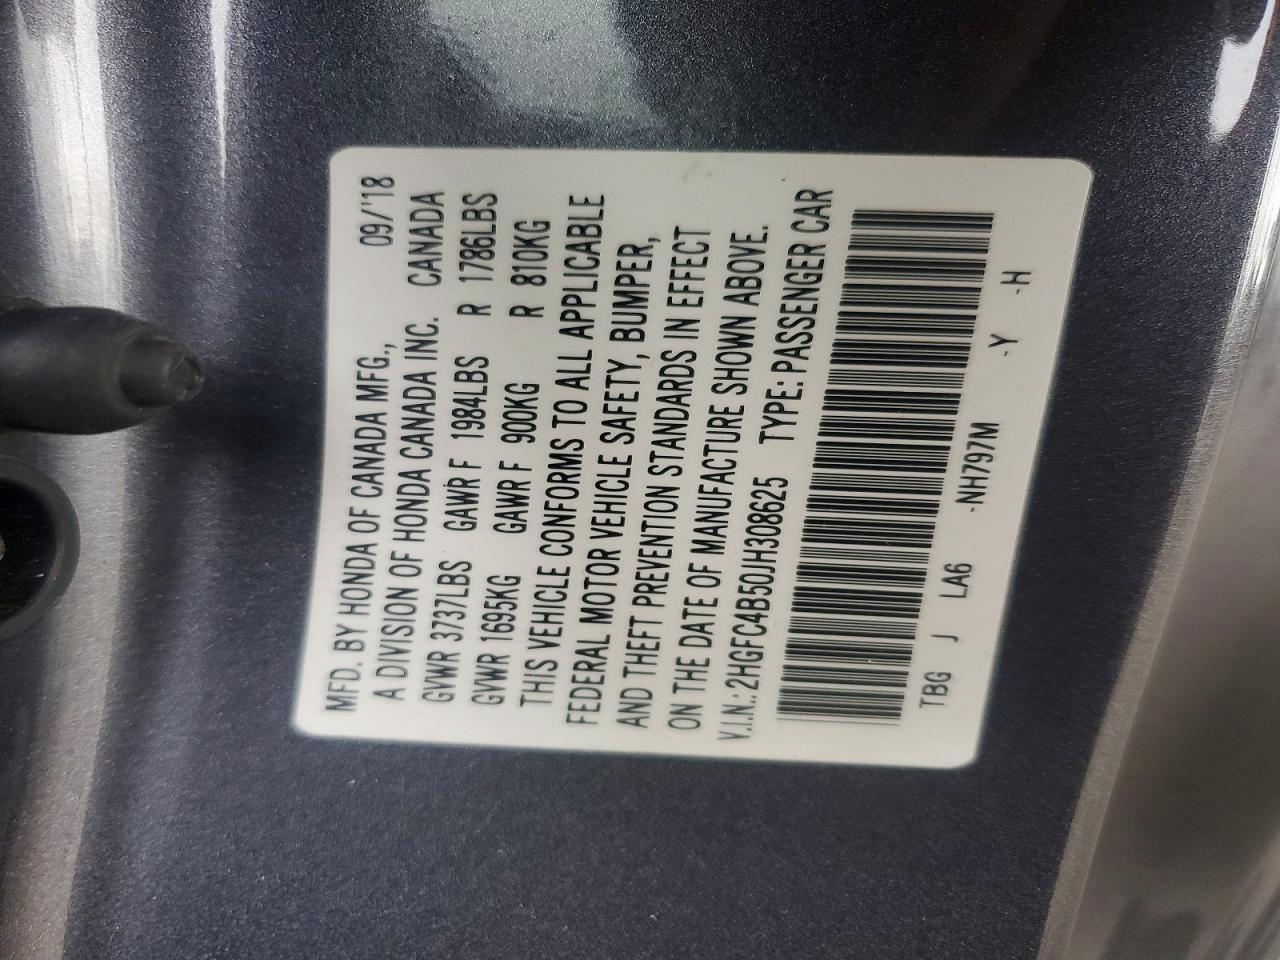 MFD. BY HONDA OF CANADA MFG., 09/'18
A DIVISION OF HONDA CANADA INC. CANADA
GVWR 3737LBS GAWR F 1984LBS R 1786LBS
GVWR 1695KG GAWR F 900KG R 810KG
THIS VEHICLE CONFORMS TO ALL APPLICABLE
FEDERAL MOTOR VEHICLE SAFETY, BUMPER,
AND THEFT PREVENTION STANDARDS IN EFFECT
ON THE DATE OF MANUFACTURE SHOWN ABOVE.
V.I.N.: 2HGFC4B50JH308625 TYPE: PASSENGER CAR
TBG J LA6 -NH797M -Y -H